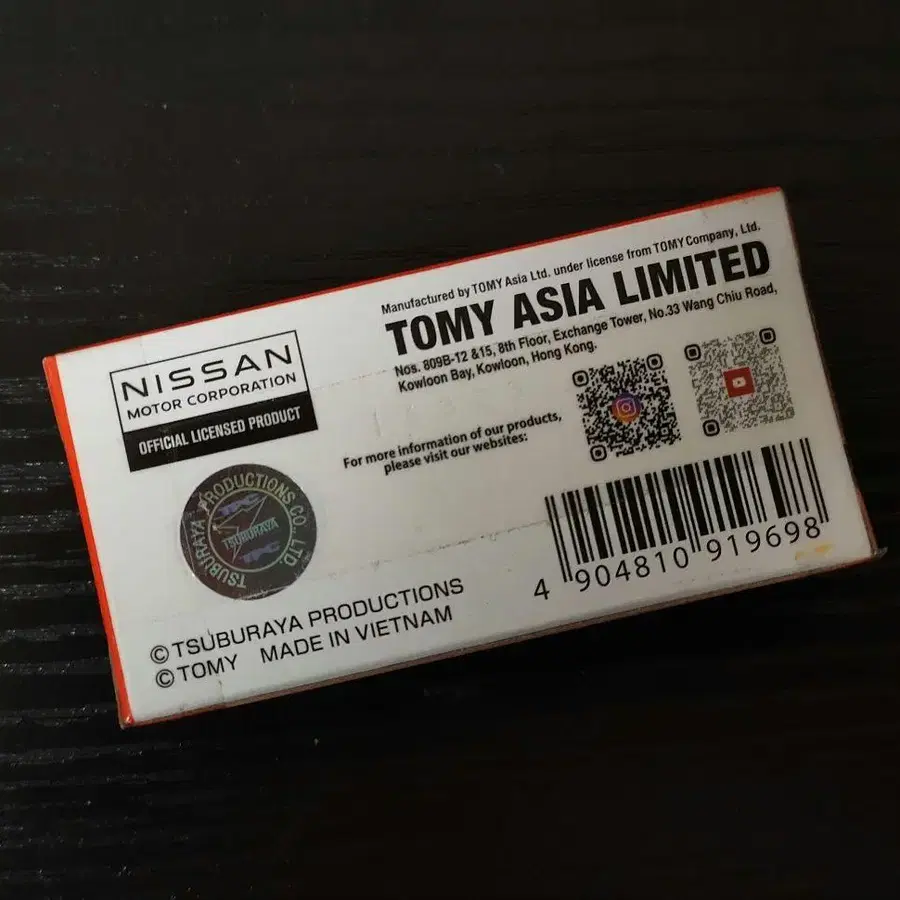 Manufactured by TOMY Asia Ltd. under license from TOMY Company, Ltd.
TOMY ASIA LIMITED
Nos. 809B-12 &15, 8th Floor, Exchange Tower, No.33 Wang Chiu Road,
Kowloon Bay, Kowloon, Hong Kong.
NISSAN
MOTOR CORPORATION
OFFICIAL LICENSED PRODUCT
For more information of our products,
please visit our websites:
TSUBURAYA PRODUCTIONS CO., LTD.
TPC
TSUBURAYA
TPC
4 904810 919698
©TSUBURAYA PRODUCTIONS
©TOMY MADE IN VIETNAM